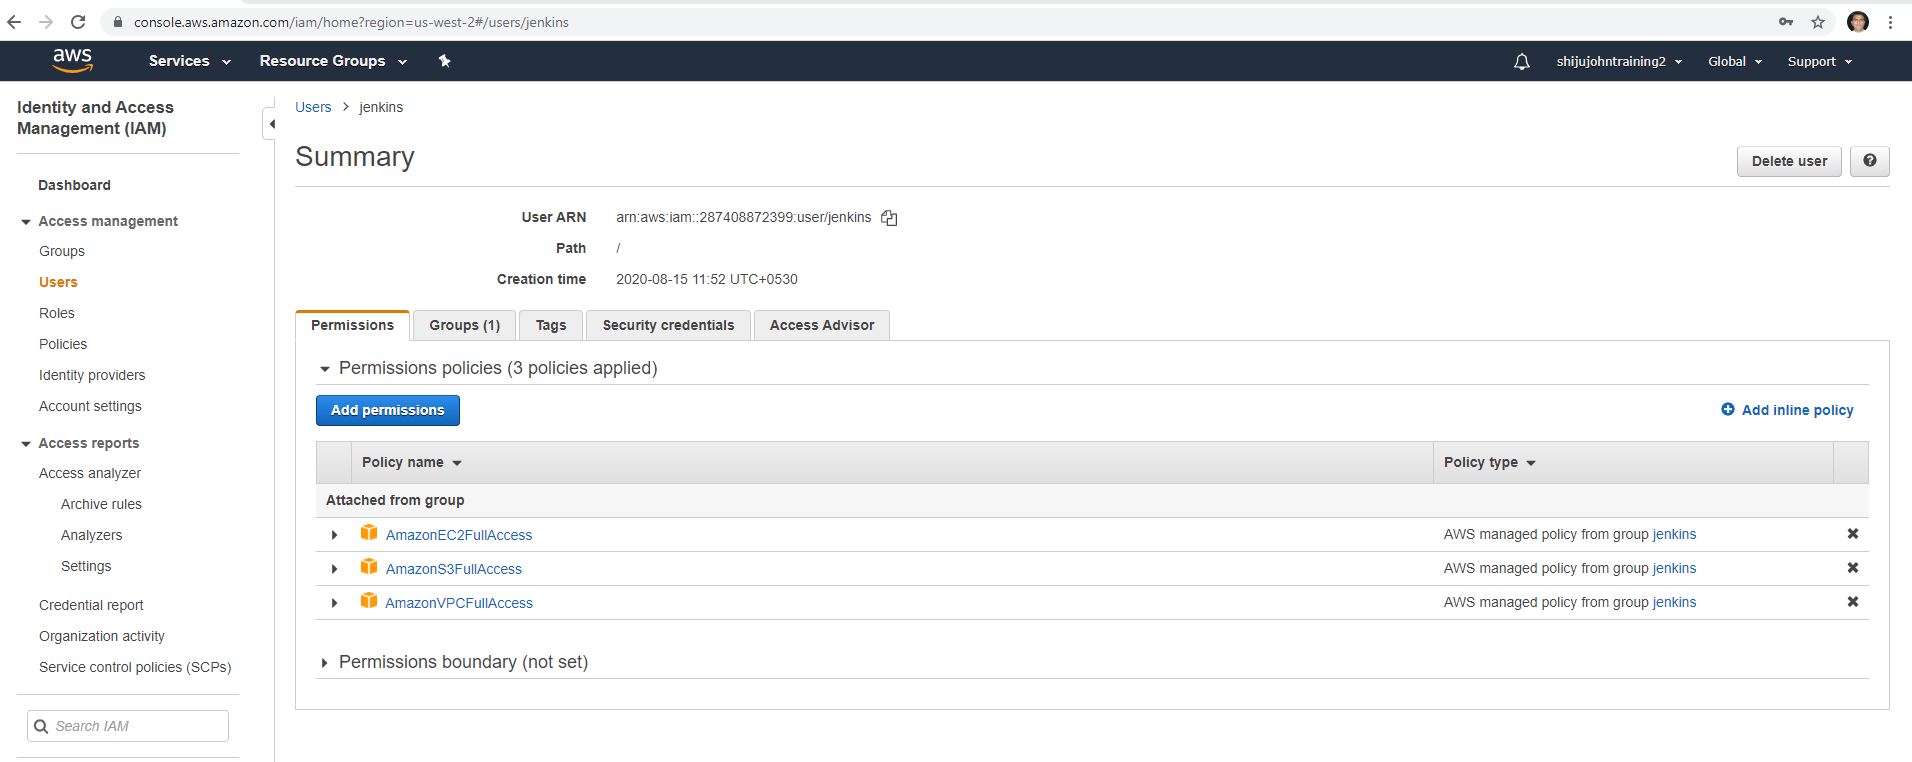 console.aws.amazon.com/iam/home?region=us-west-2#/users/jenkins
aws Services Resource Groups shijujohntraining2 Global Support
Identity and Access
Management (IAM)
Dashboard
Access management
Groups
Users
Roles
Policies
Identity providers
Account settings
Access reports
Access analyzer
Archive rules
Analyzers
Settings
Credential report
Organization activity
Service control policies (SCPs)
Search IAM
Users > jenkins
Summary
Delete user
User ARN arn:aws:iam::287408872399:user/jenkins
Path /
Creation time 2020-08-15 11:52 UTC+0530
Permissions Groups (1) Tags Security credentials Access Advisor
Permissions policies (3 policies applied)
Add permissions Add inline policy
Policy name Policy type
Attached from group
AmazonEC2FullAccess AWS managed policy from group jenkins
AmazonS3FullAccess AWS managed policy from group jenkins
AmazonVPCFullAccess AWS managed policy from group jenkins
Permissions boundary (not set)